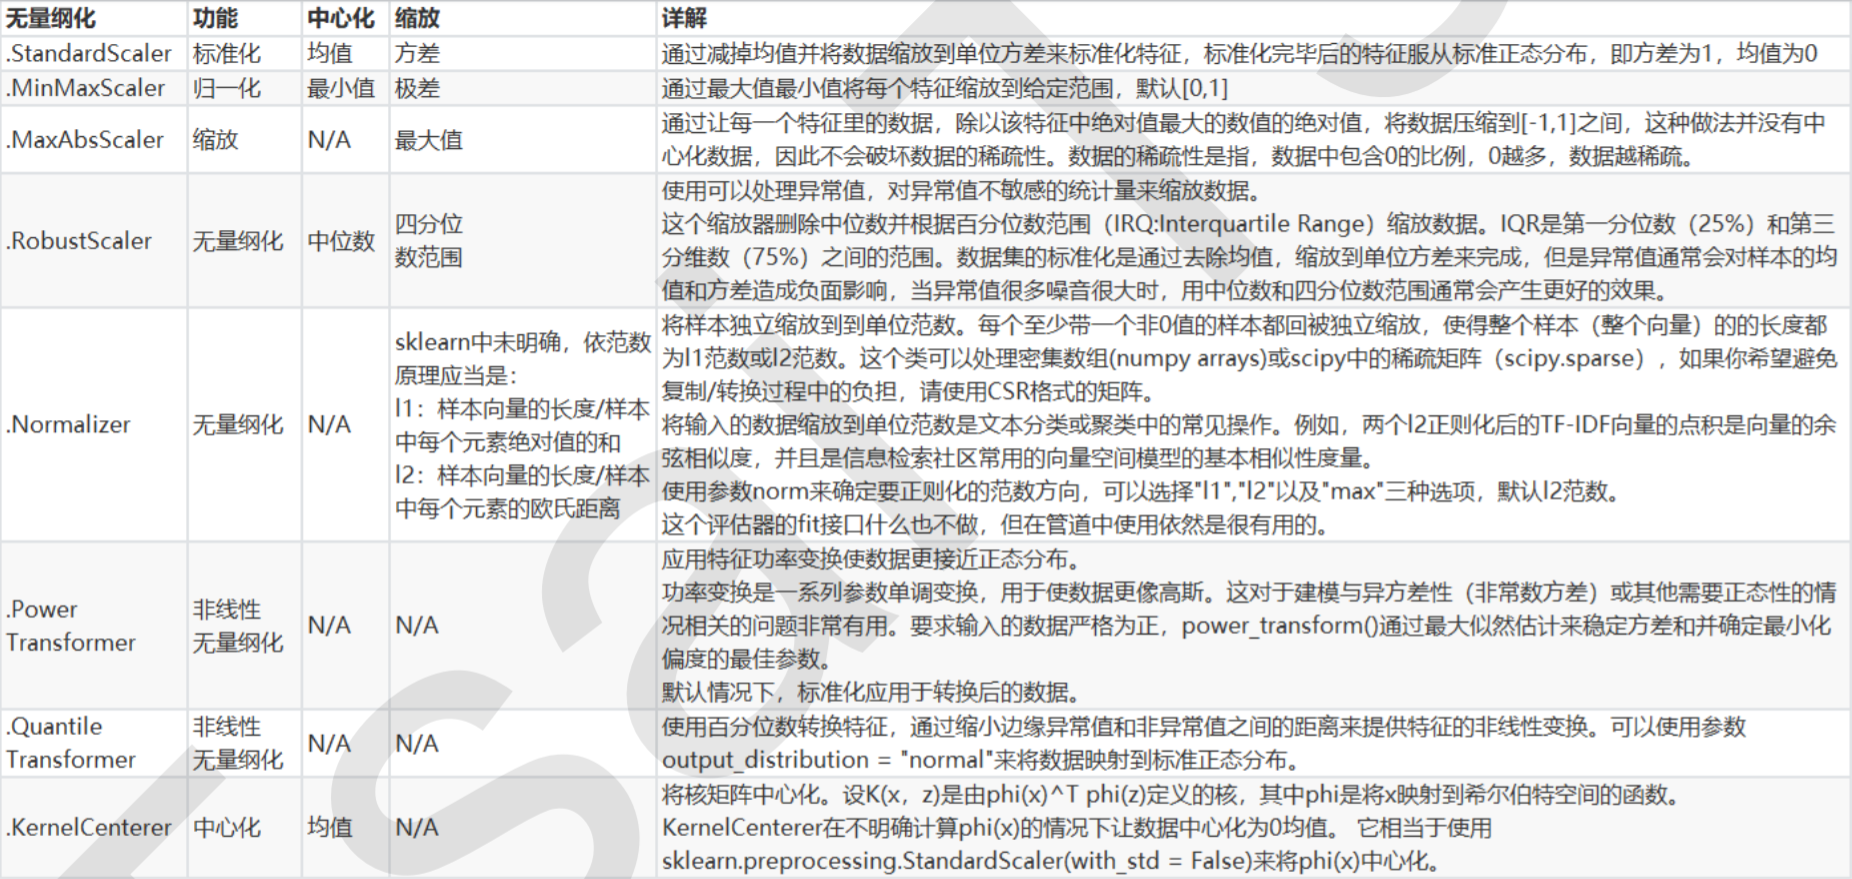 无量纲化 功能 中心化 缩放 详解
.StandardScaler 标准化 均值 方差 通过减掉均值并将数据缩放到单位方差来标准化特征，标准化完毕后的特征服从标准正态分布，即方差为1，均值为0
.MinMaxScaler 归一化 最小值 极差 通过最大值最小值将每个特征缩放到给定范围，默认[0,1]
.MaxAbsScaler 缩放 N/A 最大值
通过让每一个特征里的数据，除以该特征中绝对值最大的数值的绝对值，将数据压缩到[-1,1]之间，这种做法并没有中
心化数据，因此不会破坏数据的稀疏性。数据的稀疏性是指，数据中包含0的比例，0越多，数据越稀疏。
.RobustScaler 无量纲化 中位数
四分位
数范围
使用可以处理异常值，对异常值不敏感的统计量来缩放数据。
这个缩放器删除中位数并根据百分位数范围（IRQ:Interquartile Range）缩放数据。IQR是第一分位数（25%）和第三
分维数（75%）之间的范围。数据集的标准化是通过去除均值，缩放到单位方差来完成，但是异常值通常会对样本的均
值和方差造成负面影响，当异常值很多噪音很大时，用中位数和四分位数范围通常会产生更好的效果。
.Normalizer 无量纲化 N/A
sklearn中未明确，依范数
原理应当是：
l1：样本向量的长度/样本
中每个元素绝对值的和
l2：样本向量的长度/样本
中每个元素的欧氏距离
将样本独立缩放到到单位范数。每个至少带一个非0值的样本都回被独立缩放，使得整个样本（整个向量）的的长度都
为l1范数或l2范数。这个类可以处理密集数组(numpy arrays)或scipy中的稀疏矩阵（scipy.sparse），如果你希望避免
复制/转换过程中的负担，请使用CSR格式的矩阵。
将输入的数据缩放到单位范数是文本分类或聚类中的常见操作。例如，两个l2正则化后的TF-IDF向量的点积是向量的余
弦相似度，并且是信息检索社区常用的向量空间模型的基本相似性度量。
使用参数norm来确定要正则化的范数方向，可以选择"l1","l2"以及"max"三种选项，默认l2范数。
这个评估器的fit接口什么也不做，但在管道中使用依然是很有用的。
.Power
Transformer
非线性
无量纲化
N/A N/A
应用特征功率变换使数据更接近正态分布。
功率变换是一系列参数单调变换，用于使数据更像高斯。这对于建模与异方差性（非常数方差）或其他需要正态性的情
况相关的问题非常有用。要求输入的数据严格为正，power_transform()通过最大似然估计来稳定方差和并确定最小化
偏度的最佳参数。
默认情况下，标准化应用于转换后的数据。
.Quantile
Transformer
非线性
无量纲化
N/A N/A
使用百分位数转换特征，通过缩小边缘异常值和非异常值之间的距离来提供特征的非线性变换。可以使用参数
output_distribution = "normal"来将数据映射到标准正态分布。
.KernelCenterer 中心化 均值 N/A
将核矩阵中心化。设K(x，z)是由phi(x)^T phi(z)定义的核，其中phi是将x映射到希尔伯特空间的函数。
KernelCenterer在不明确计算phi(x)的情况下让数据中心化为0均值。 它相当于使用
sklearn.preprocessing.StandardScaler(with_std = False)来将phi(x)中心化。